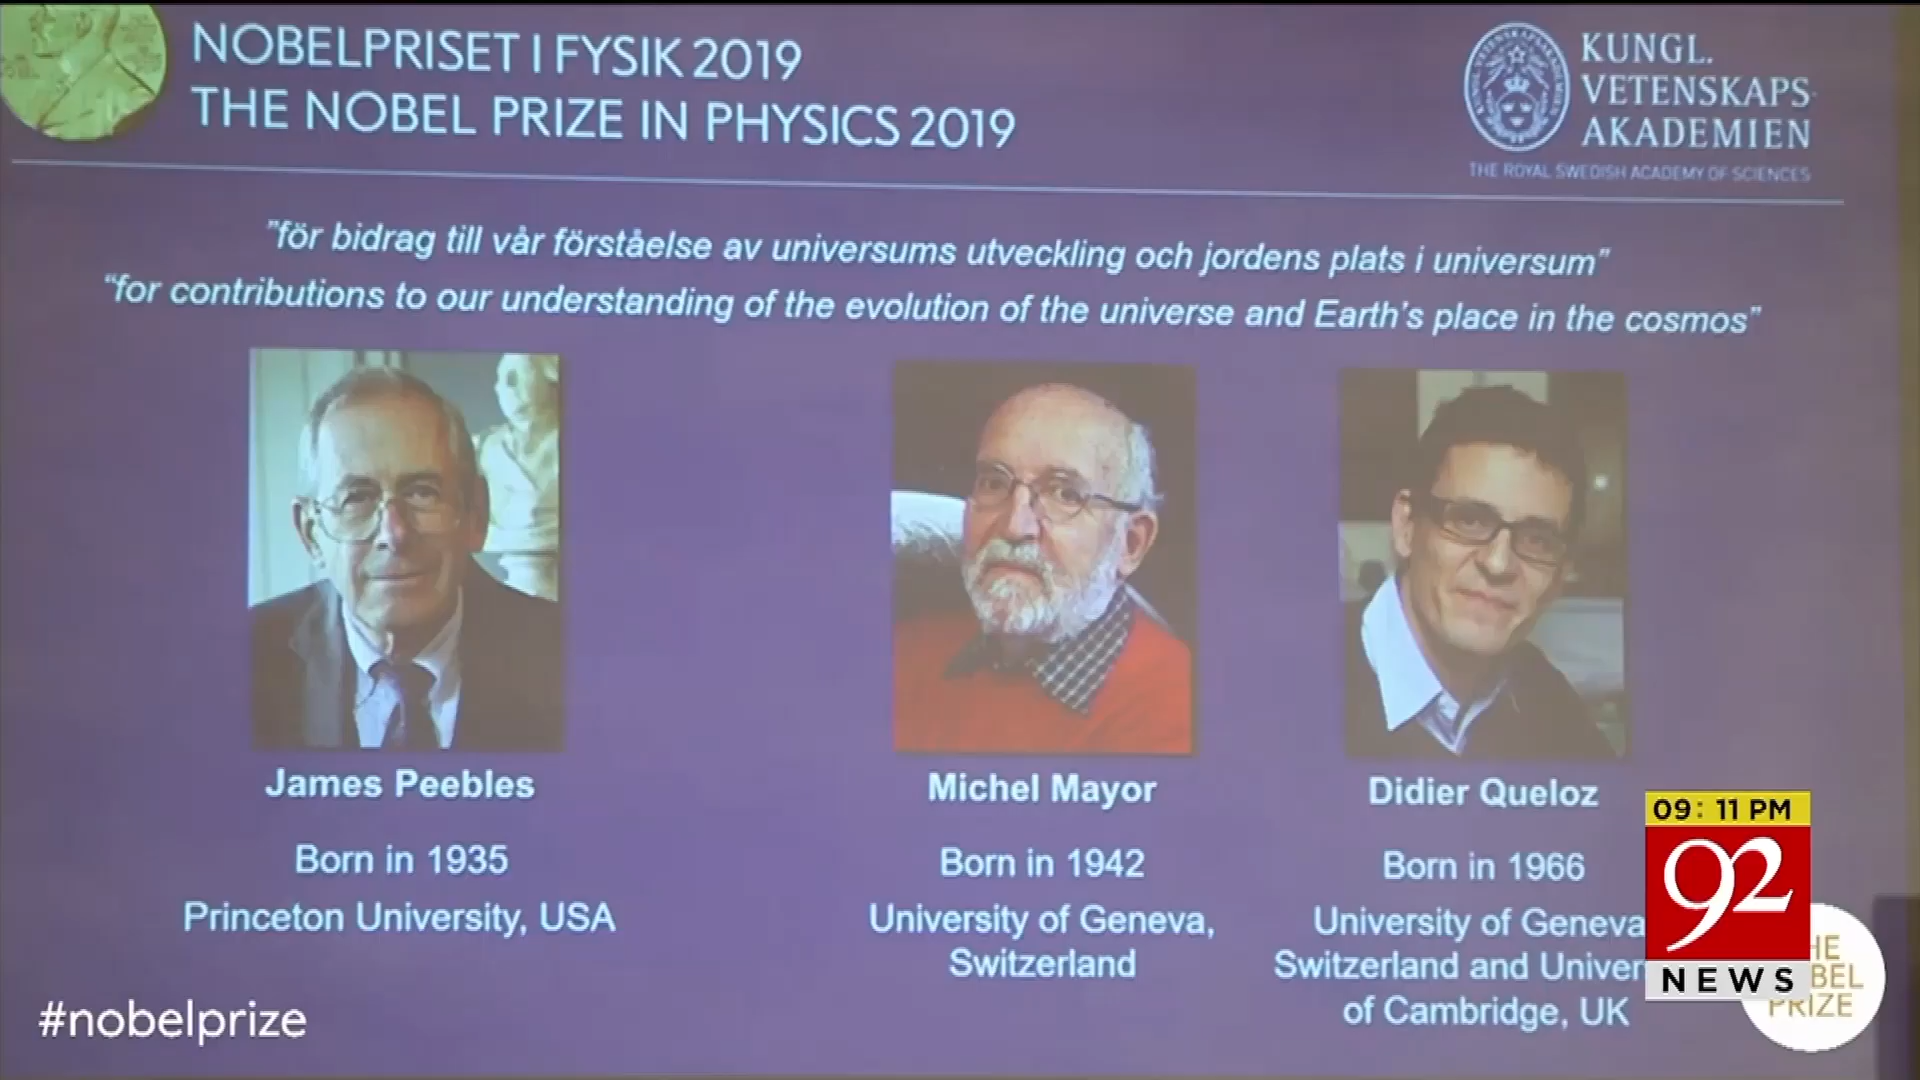 NOBELPRISET I FYSIK 2019
THE NOBEL PRIZE IN PHYSICS 2019
KUNGL.
VETENSKAPS-
AKADEMIEN
THE ROYAL SWEDISH ACADEMY OF SCIENCES
”för bidrag till vår förståelse av universums utveckling och jordens plats i universum”
“for contributions to our understanding of the evolution of the universe and Earth’s place in the cosmos”
James Peebles
Born in 1935
Princeton University, USA
Michel Mayor
Born in 1942
University of Geneva,
Switzerland
Didier Queloz
Born in 1966
University of Geneva
Switzerland and
of Cambridge, UK
#nobelprize
09:11 PM
92
NEWS
PRIZE